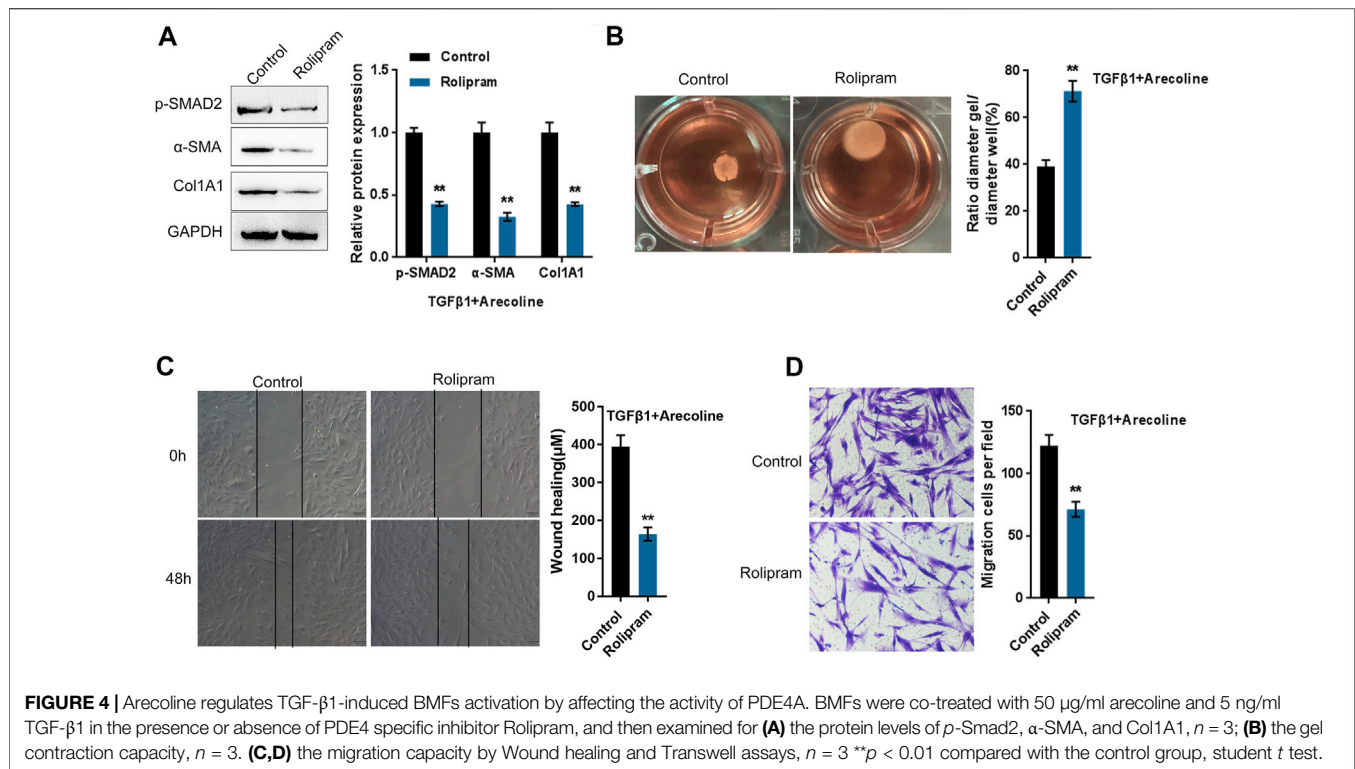 A
Control
Rolipram
p-SMAD2
α-SMA
Col1A1
GAPDH
Control
Rolipram
Relative protein expression
1.5
1.0
0.5
0.0
**
**
**
p-SMAD2
α-SMA
Col1A1
TGFβ1+Arecoline
B
Control
Rolipram
Ratio diameter gel/
diameter well(%)
80
60
40
20
0
**
TGFβ1+Arecoline
Control
Rolipram
C
Control
Rolipram
0h
48h
Wound healing(μM)
500
400
300
200
100
0
TGFβ1+Arecoline
**
Control
Rolipram
D
Control
Rolipram
Migration cells per field
150
100
50
0
TGFβ1+Arecoline
**
Control
Rolipram
FIGURE 4 | Arecoline regulates TGF-β1-induced BMFs activation by affecting the activity of PDE4A. BMFs were co-treated with 50 μg/ml arecoline and 5 ng/ml
TGF-β1 in the presence or absence of PDE4 specific inhibitor Rolipram, and then examined for (A) the protein levels of p-Smad2, α-SMA, and Col1A1, n = 3; (B) the gel
contraction capacity, n = 3. (C,D) the migration capacity by Wound healing and Transwell assays, n = 3 **p < 0.01 compared with the control group, student t test.